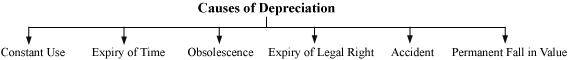 Causes of Depreciation
Constant Use Expiry of Time Obsolescence Expiry of Legal Right Accident Permanent Fall in Value